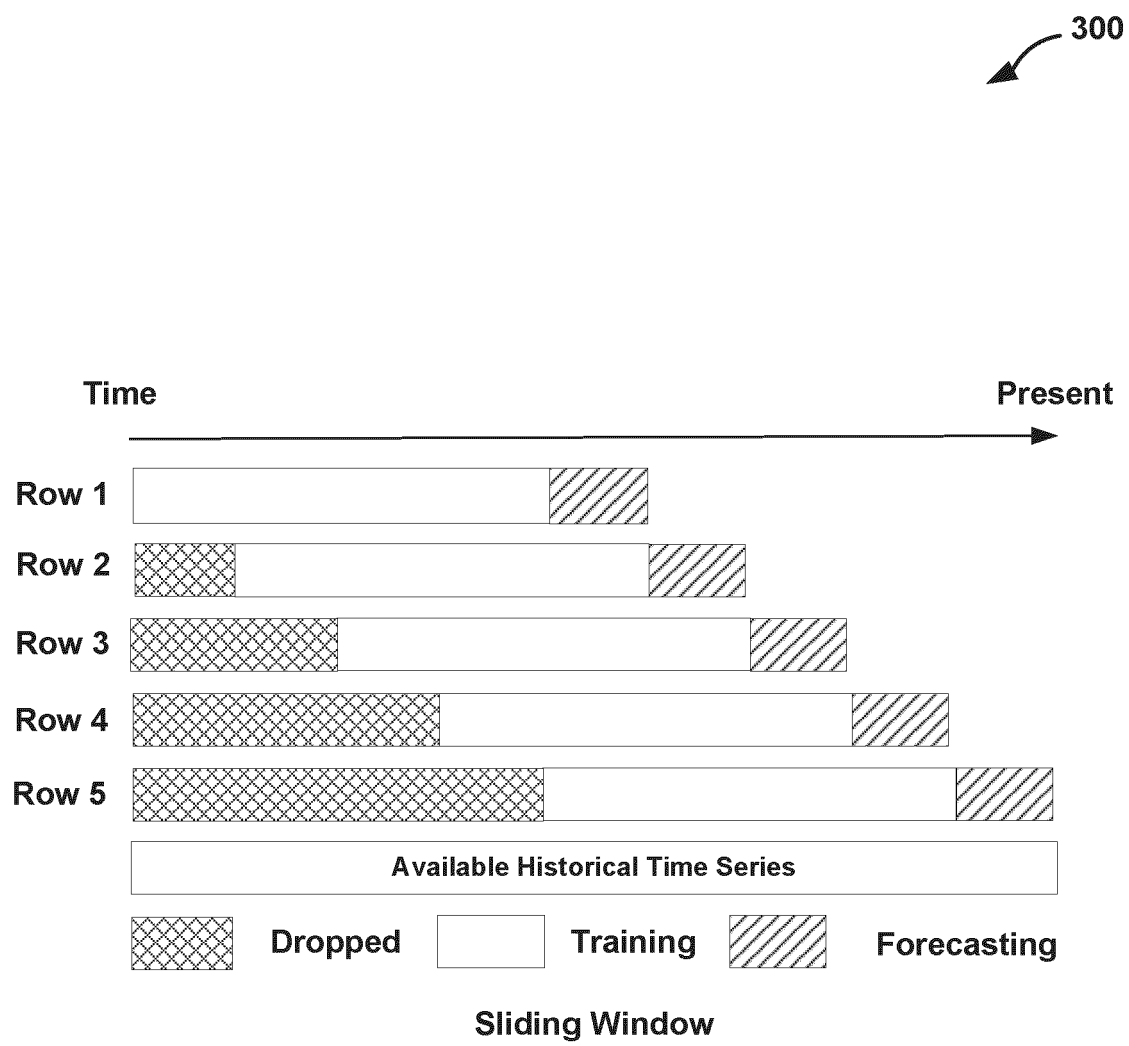 300
Time
Present
Row 1
Row 2
Row 3
Row 4
Row 5
Available Historical Time Series
Dropped
Training
Forecasting
Sliding Window